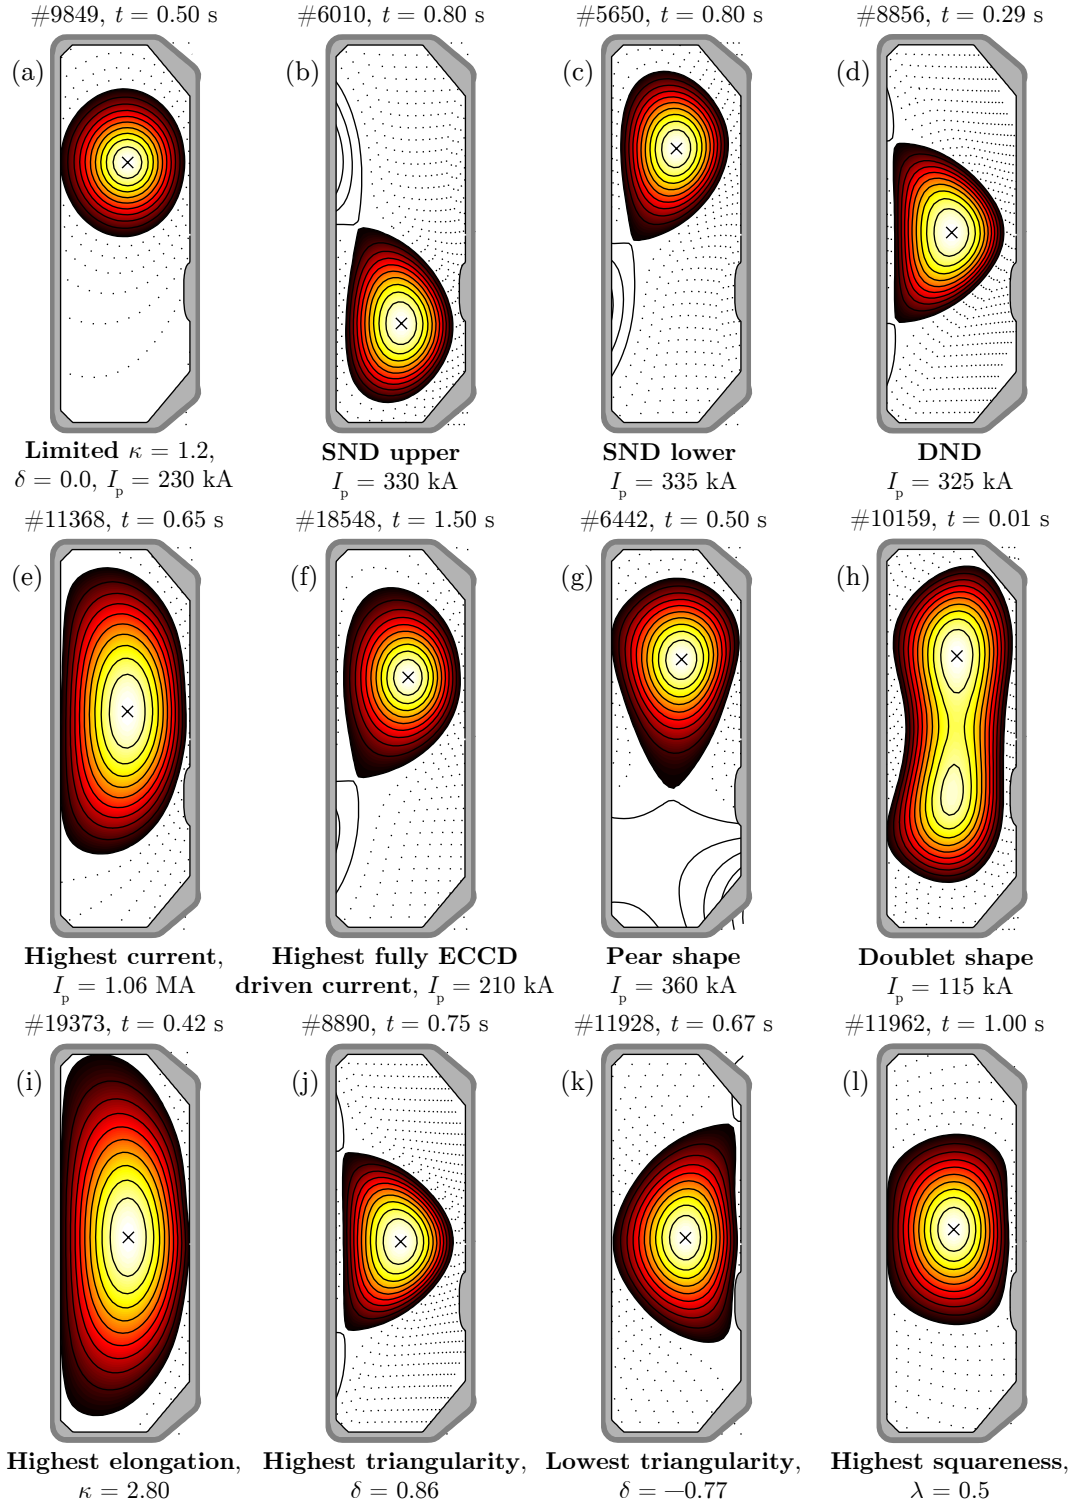 #9849, t = 0.50 s
#6010, t = 0.80 s
#5650, t = 0.80 s
#8856, t = 0.29 s
(a)
(b)
(c)
(d)
Limited κ = 1.2,
δ = 0.0, Ip = 230 kA
SND upper
Ip = 330 kA
SND lower
Ip = 335 kA
DND
Ip = 325 kA
#11368, t = 0.65 s
#18548, t = 1.50 s
#6442, t = 0.50 s
#10159, t = 0.01 s
(e)
(f)
(g)
(h)
Highest current,
Ip = 1.06 MA
Highest fully ECCD
driven current, Ip = 210 kA
Pear shape
Ip = 360 kA
Doublet shape
Ip = 115 kA
#19373, t = 0.42 s
#8890, t = 0.75 s
#11928, t = 0.67 s
#11962, t = 1.00 s
(i)
(j)
(k)
(l)
Highest elongation,
κ = 2.80
Highest triangularity,
δ = 0.86
Lowest triangularity,
δ = −0.77
Highest squareness,
λ = 0.5